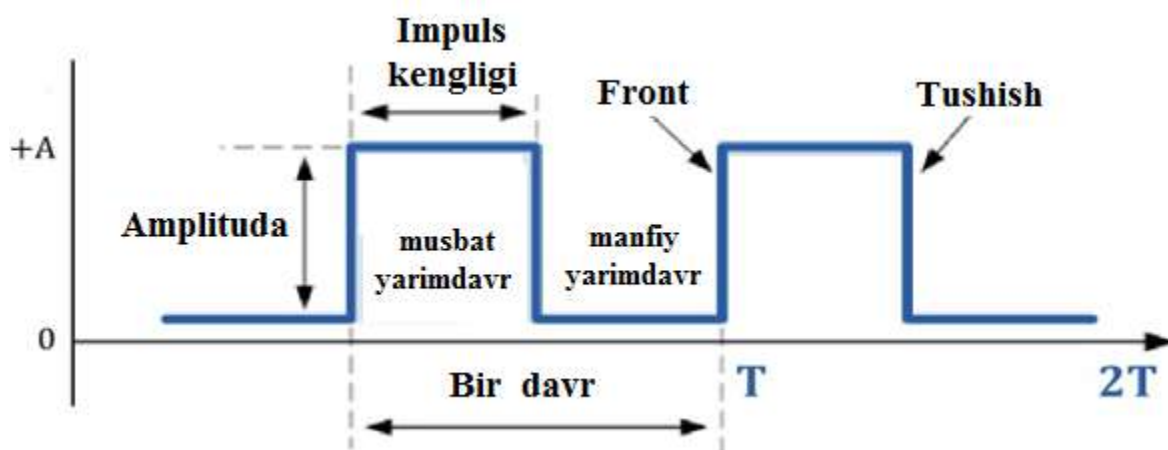 Impuls
kengligi
Front
Tushish
+A
Amplituda
musbat
yarimdavr
manfiy
yarimdavr
0
Bir davr
T
2T